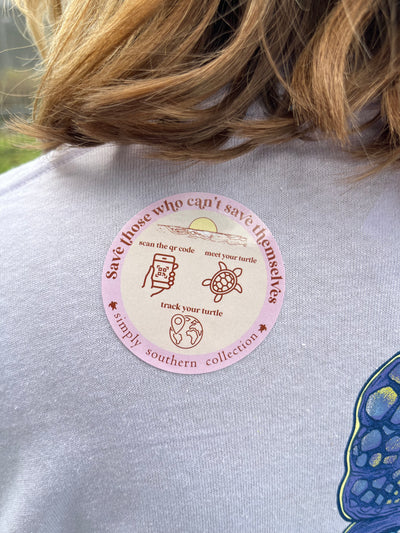 Save those who can't save themselves
scan the qr code
meet your turtle
track your turtle
simply southern collection